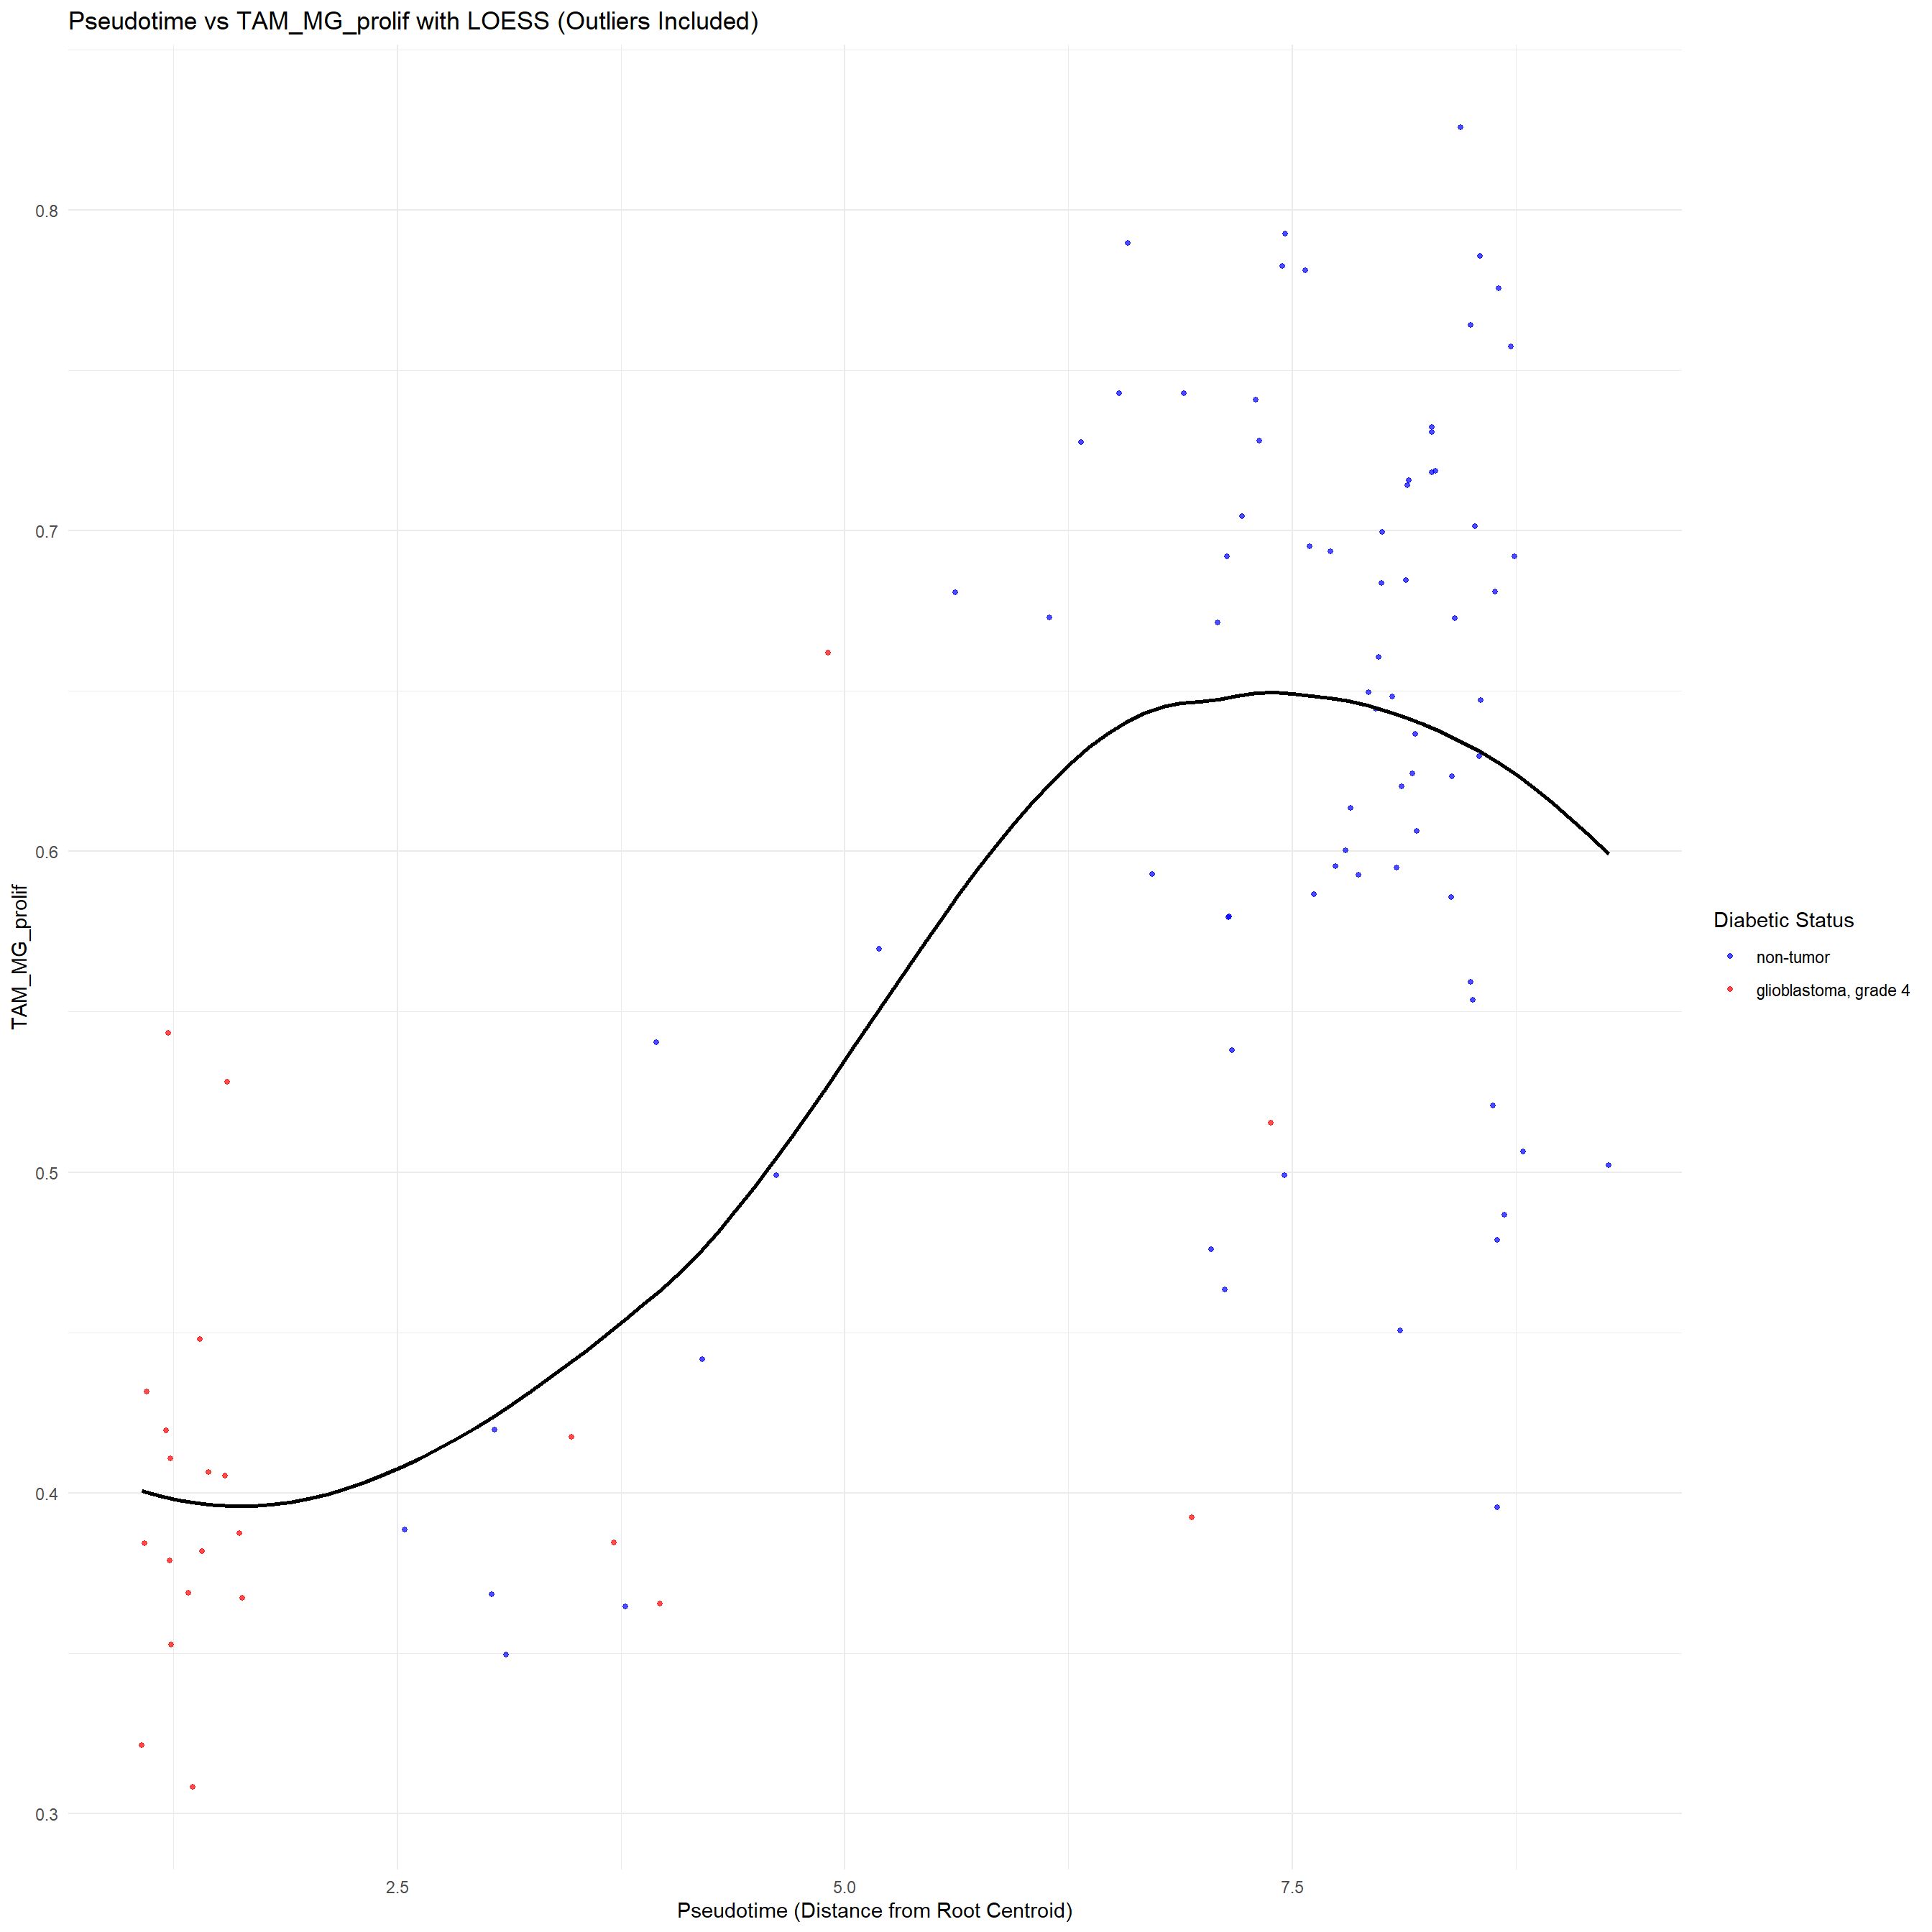 Pseudotime vs TAM_MG_prolif with LOESS (Outliers Included)
TAM_MG_prolif
0.8
0.7
0.6
0.5
0.4
0.3
2.5
5.0
7.5
Pseudotime (Distance from Root Centroid)
Diabetic Status
non-tumor
glioblastoma, grade 4